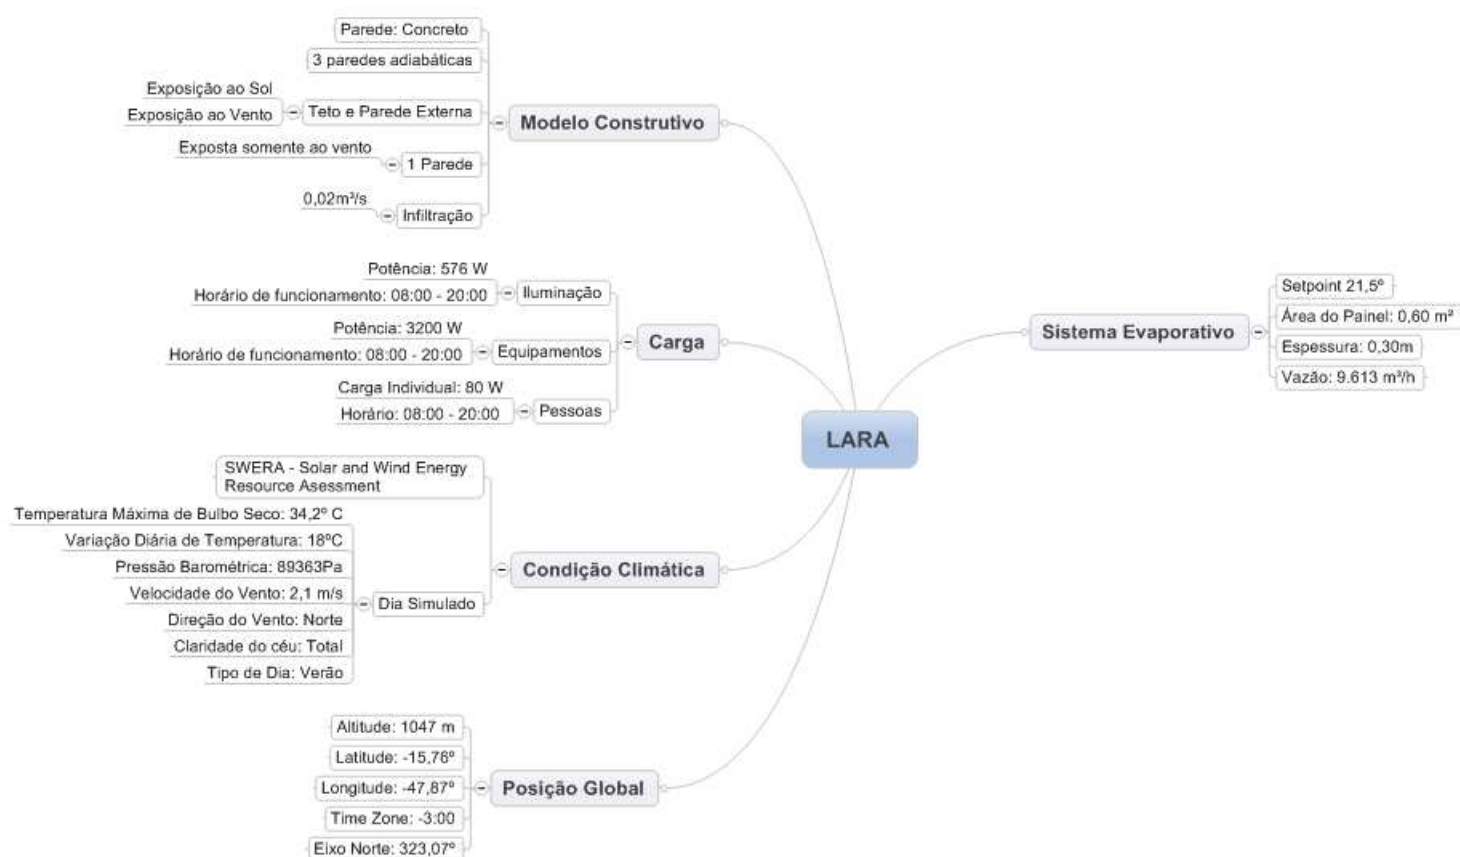 Parede: Concreto
3 paredes adiabáticas
Exposição ao Sol
Exposição ao Vento
Teto e Parede Externa
Modelo Construtivo
Exposta somente ao vento
1 Parede
0,02m³/s
Infiltração
Potência: 576 W
Horário de funcionamento: 08:00 - 20:00
Iluminação
Potência: 3200 W
Horário de funcionamento: 08:00 - 20:00
Equipamentos
Carga
Carga Individual: 80 W
Horário: 08:00 - 20:00
Pessoas
Setpoint 21,5º
Área do Painel: 0,60 m²
Sistema Evaporativo
Espessura: 0,30m
Vazão: 9.613 m³/h
LARA
SWERA - Solar and Wind Energy
Resource Asessment
Temperatura Máxima de Bulbo Seco: 34,2º C
Variação Diária de Temperatura: 18ºC
Pressão Barométrica: 89363Pa
Velocidade do Vento: 2,1 m/s
Direção do Vento: Norte
Claridade do céu: Total
Tipo de Dia: Verão
Dia Simulado
Condição Climática
Altitude: 1047 m
Latitude: -15,76º
Longitude: -47,87º
Time Zone: -3:00
Eixo Norte: 323,07º
Posição Global